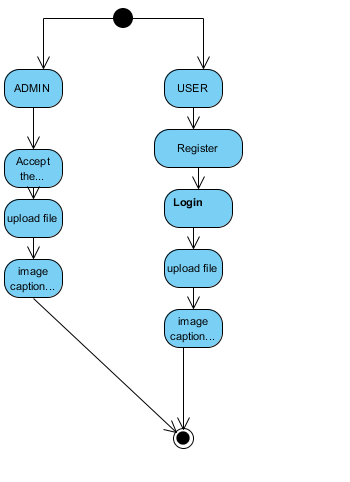 ADMIN
USER
Accept
the...
Register
Login
upload file
upload file
image
caption...
image
caption...